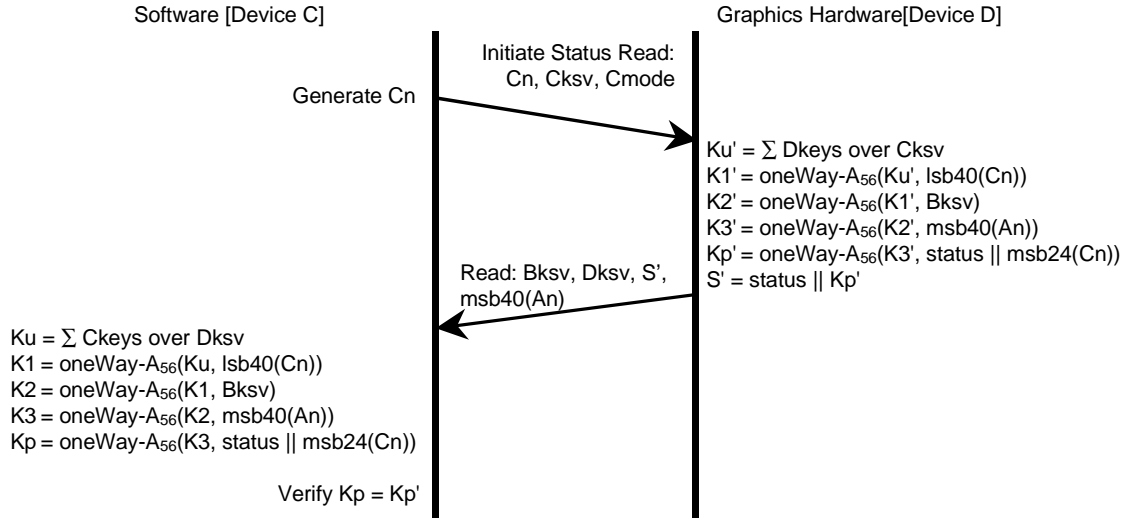 Software [Device C]
Graphics Hardware[Device D]
Initiate Status Read:
Cn, Cksv, Cmode
Generate Cn
Ku' = ∑ Dkeys over Cksv
K1' = oneWay-A₅₆(Ku', lsb40(Cn))
K2' = oneWay-A₅₆(K1', Bksv)
K3' = oneWay-A₅₆(K2', msb40(An))
Kp' = oneWay-A₅₆(K3', status || msb24(Cn))
S' = status || Kp'
Read: Bksv, Dksv, S’,
msb40(An)
Ku = ∑ Ckeys over Dksv
K1 = oneWay-A₅₆(Ku, lsb40(Cn))
K2 = oneWay-A₅₆(K1, Bksv)
K3 = oneWay-A₅₆(K2, msb40(An))
Kp = oneWay-A₅₆(K3, status || msb24(Cn))
Verify Kp = Kp'